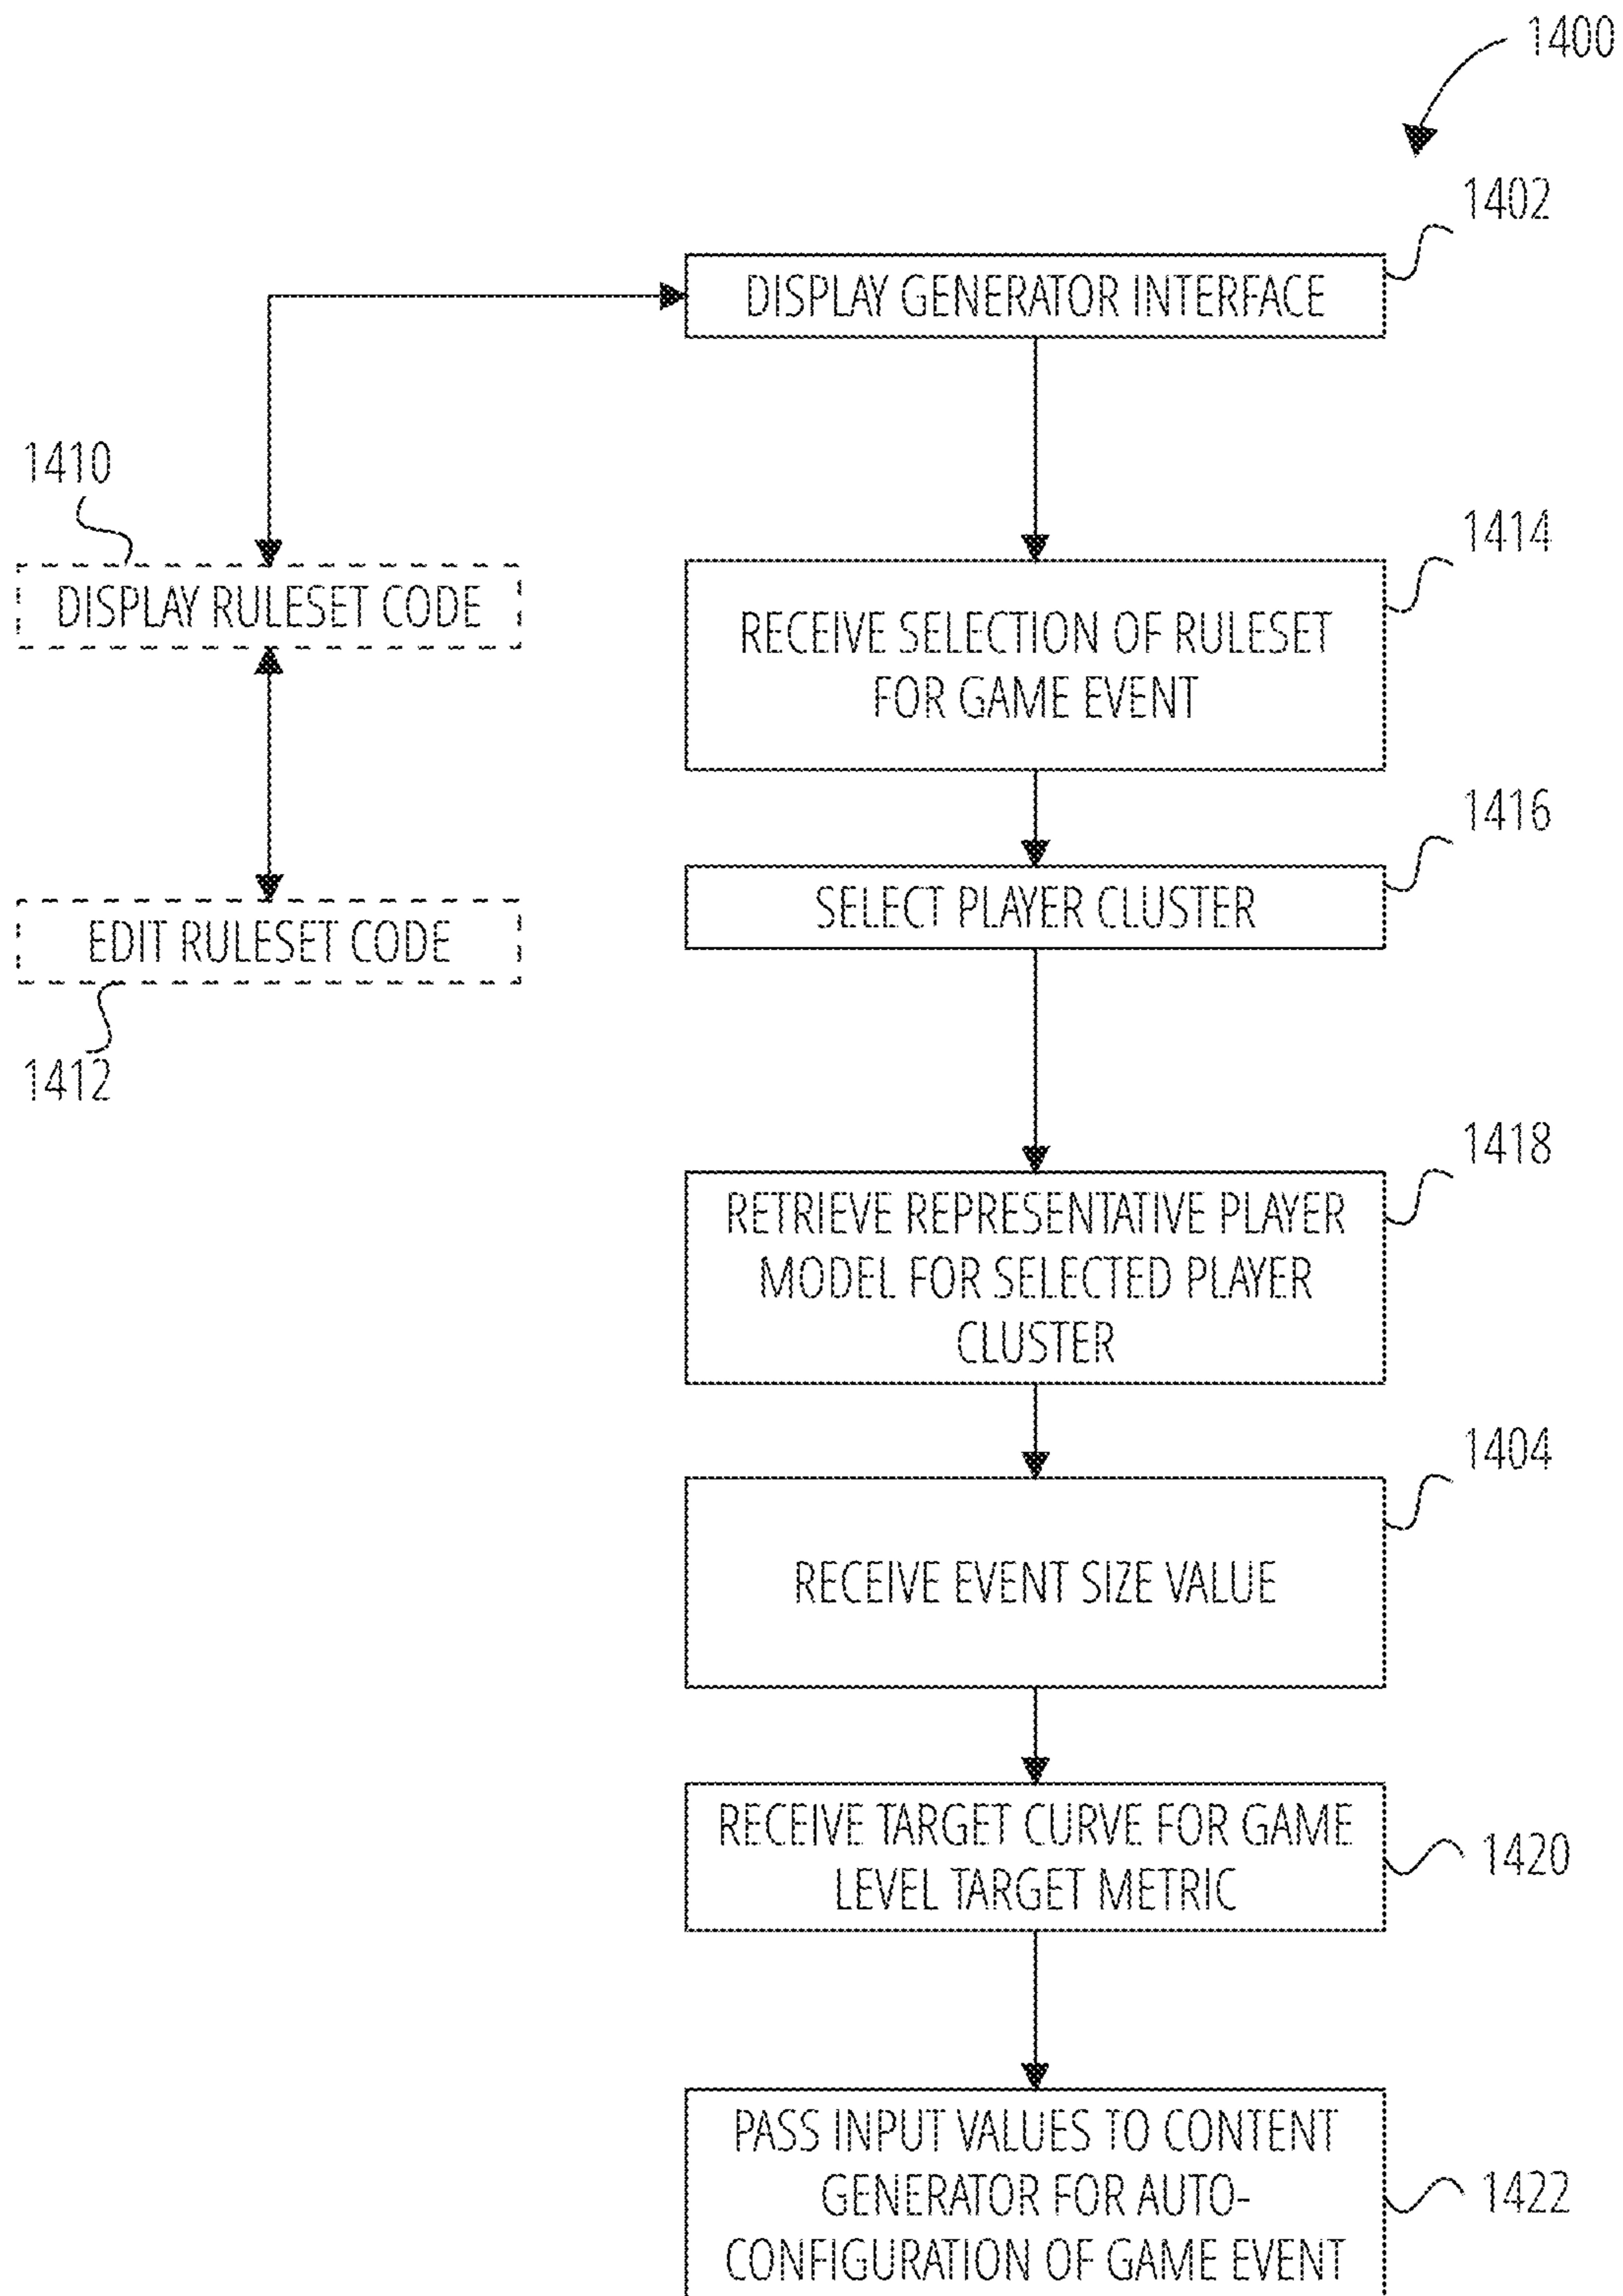 1400
1402
DISPLAY GENERATOR INTERFACE
1410
DISPLAY RULESET CODE
1414
RECEIVE SELECTION OF RULESET
FOR GAME EVENT
1416
SELECT PLAYER CLUSTER
EDIT RULESET CODE
1412
1418
RETRIEVE REPRESENTATIVE PLAYER
MODEL FOR SELECTED PLAYER
CLUSTER
1404
RECEIVE EVENT SIZE VALUE
RECEIVE TARGET CURVE FOR GAME
LEVEL TARGET METRIC
1420
PASS INPUT VALUES TO CONTENT
GENERATOR FOR AUTO-
CONFIGURATION OF GAME EVENT
1422